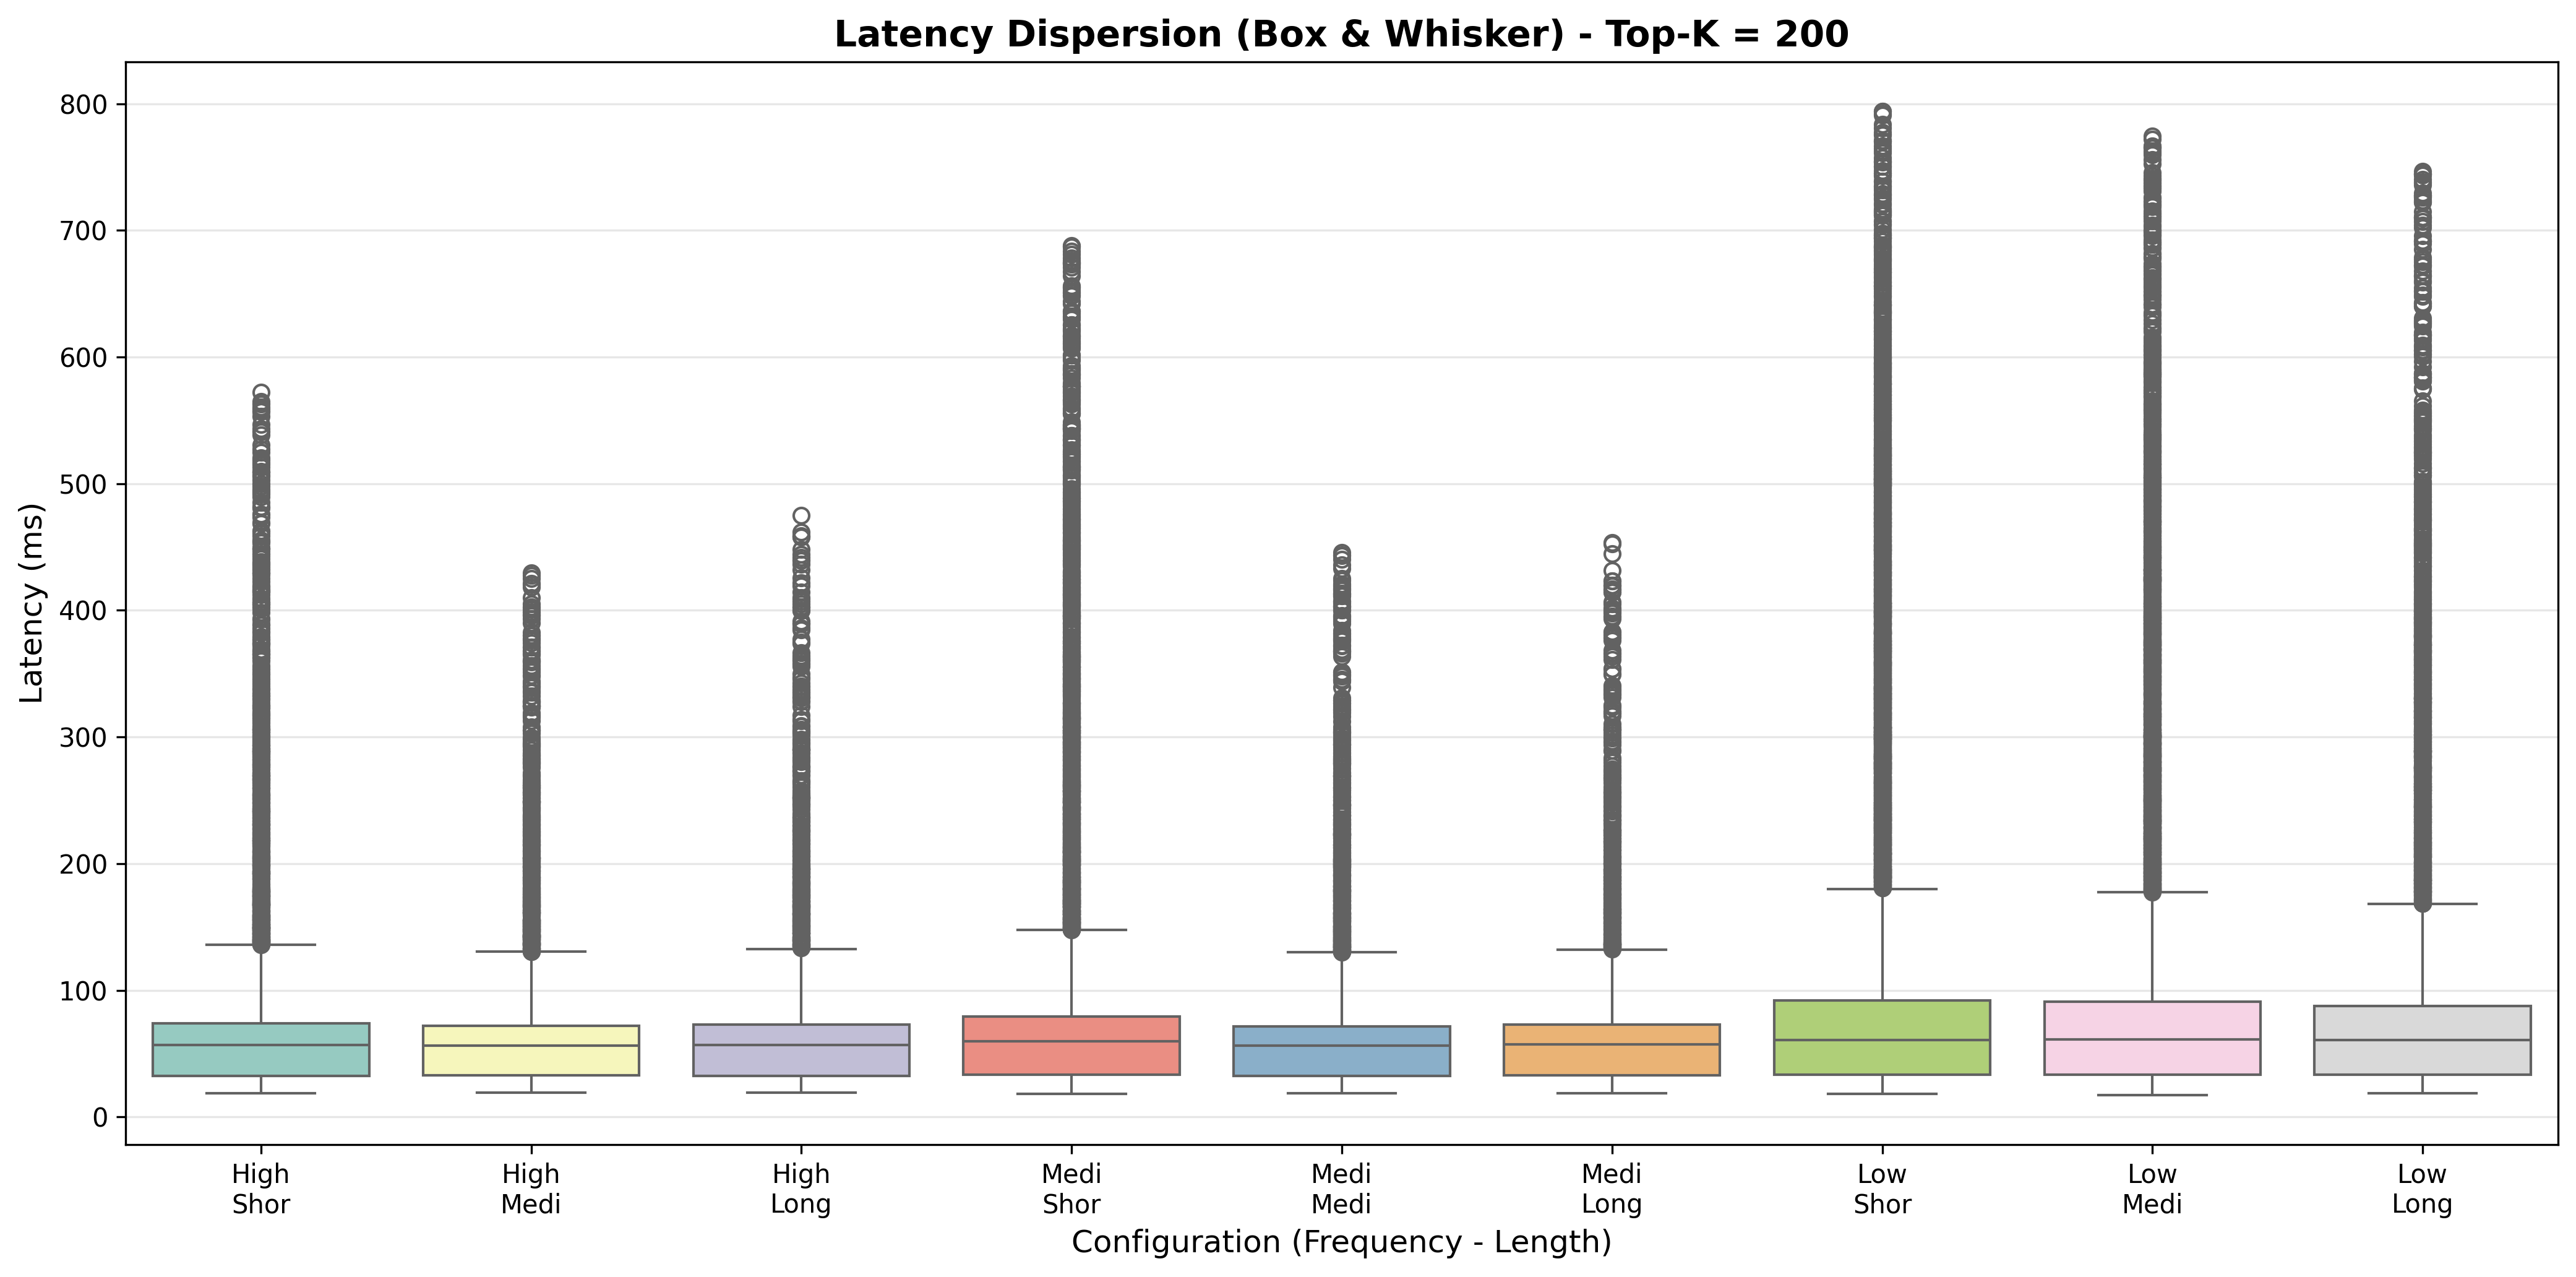 Latency Dispersion (Box & Whisker) - Top-K = 200
Latency (ms)
800
700
600
500
400
300
200
100
0
High
Shor
High
Medi
High
Long
Medi
Shor
Medi
Medi
Medi
Long
Low
Shor
Low
Medi
Low
Long
Configuration (Frequency - Length)